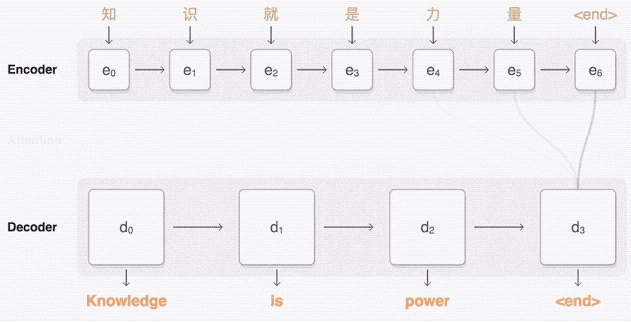 知 识 就 是 力 量 <end>
Encoder e₀ e₁ e₂ e₃ e₄ e₅ e₆
Attention
Decoder d₀ d₁ d₂ d₃
Knowledge is power <end>